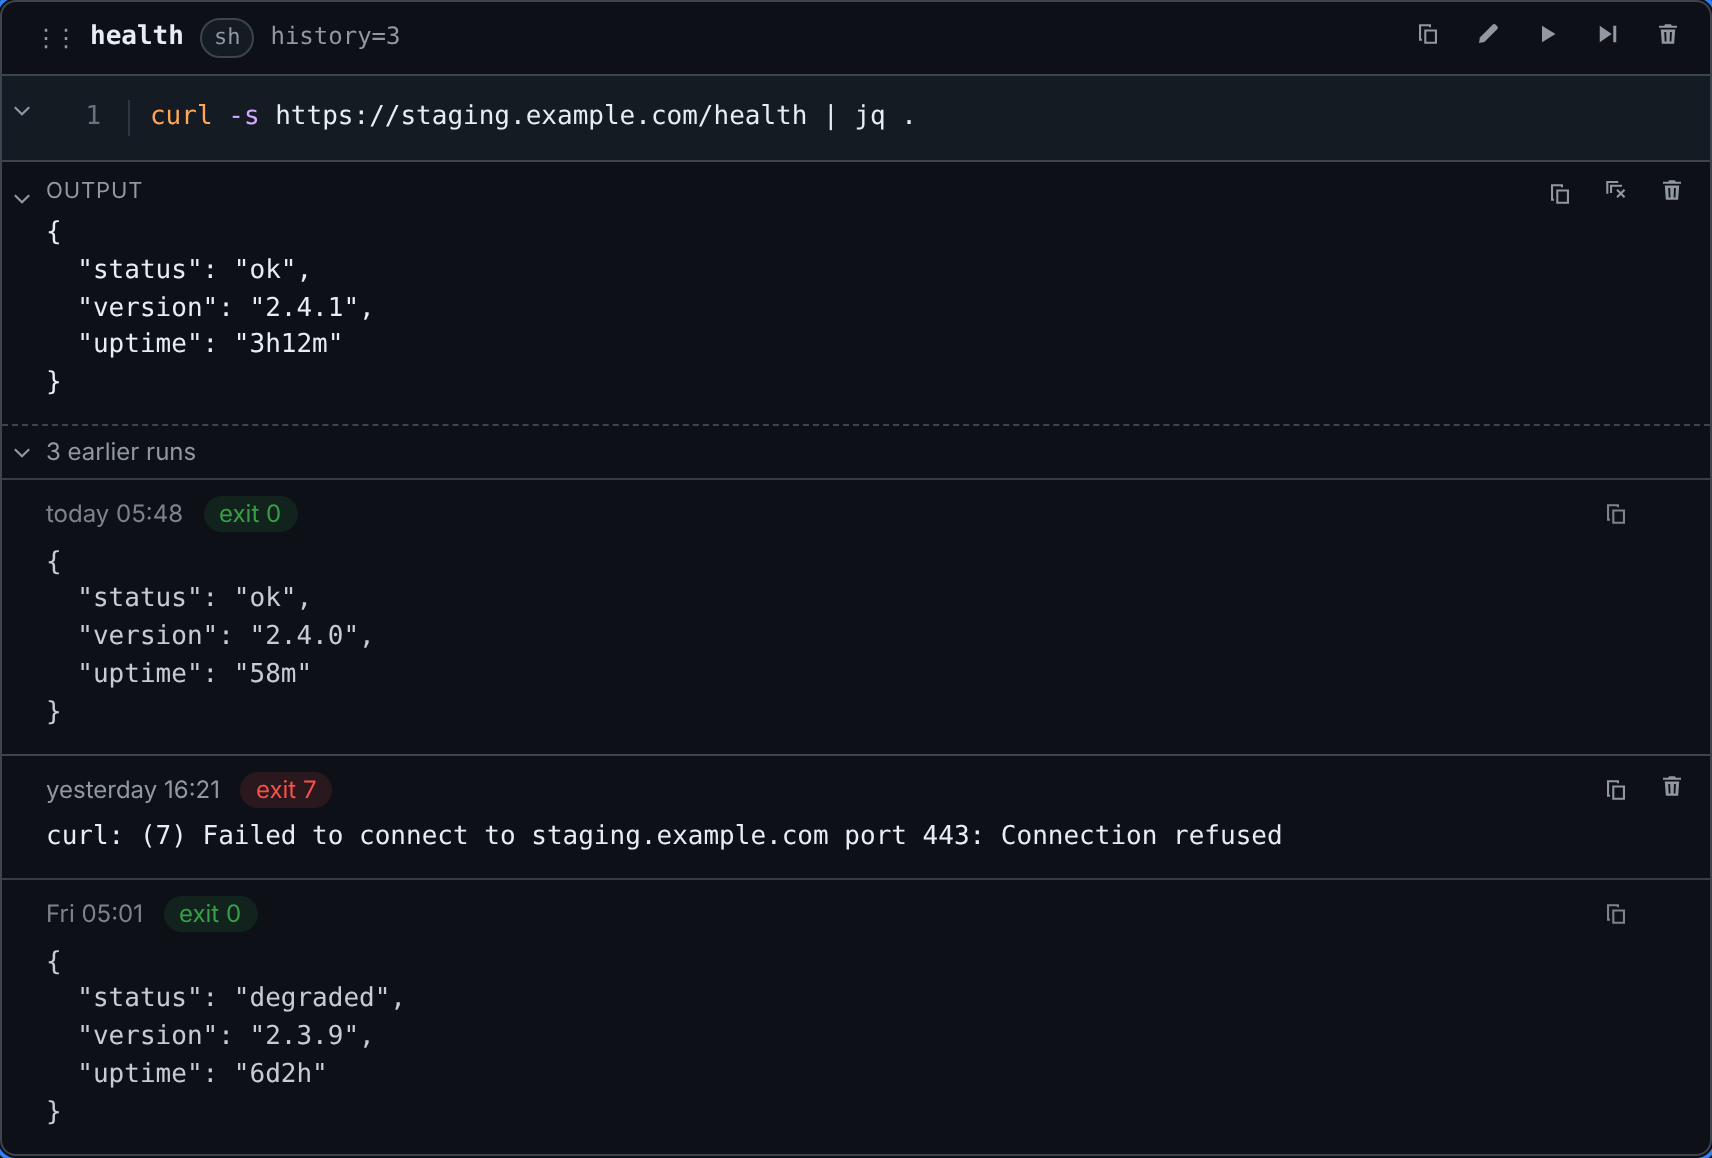 health sh history=3
1 curl -s https://staging.example.com/health | jq .
OUTPUT
{
  "status": "ok",
  "version": "2.4.1",
  "uptime": "3h12m"
}
3 earlier runs
today 05:48 exit 0
{
  "status": "ok",
  "version": "2.4.0",
  "uptime": "58m"
}
yesterday 16:21 exit 7
curl: (7) Failed to connect to staging.example.com port 443: Connection refused
Fri 05:01 exit 0
{
  "status": "degraded",
  "version": "2.3.9",
  "uptime": "6d2h"
}